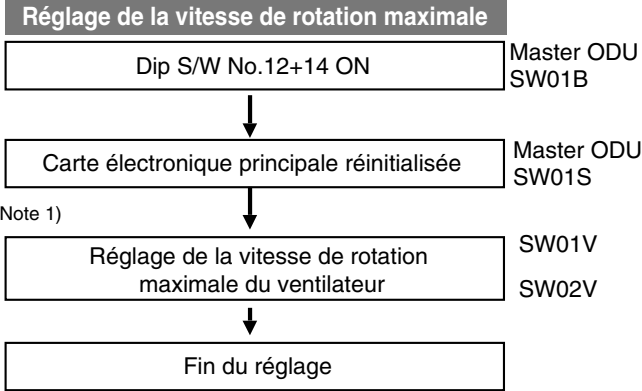 Réglage de la vitesse de rotation maximale
Dip S/W No.12+14 ON
Master ODU
SW01B
Carte électronique principale réinitialisée
Master ODU
SW01S
Note 1)
Réglage de la vitesse de rotation
maximale du ventilateur
SW01V
SW02V
Fin du réglage